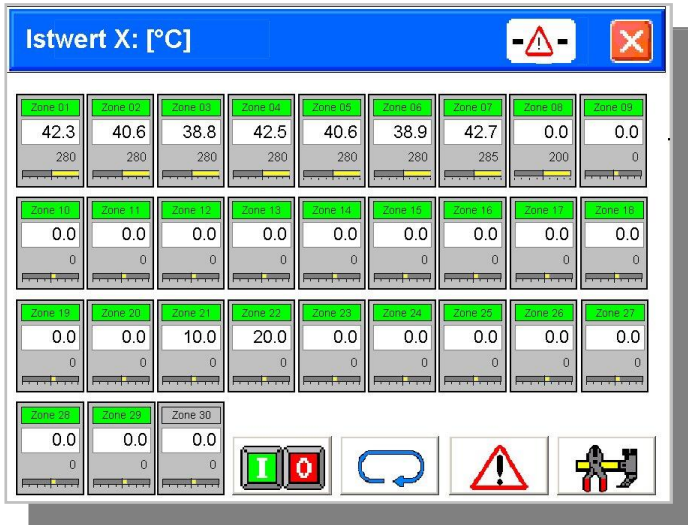 Istwert X: [°C]
Zone 01 Zone 02 Zone 03 Zone 04 Zone 05 Zone 06 Zone 07 Zone 08 Zone 09
42.3 40.6 38.8 42.5 40.6 38.9 42.7 0.0 0.0
280 280 280 280 280 280 285 200 0
Zone 10 Zone 11 Zone 12 Zone 13 Zone 14 Zone 15 Zone 16 Zone 17 Zone 18
0.0 0.0 0.0 0.0 0.0 0.0 0.0 0.0 0.0
0 0 0 0 0 0 0 0 0
Zone 19 Zone 20 Zone 21 Zone 22 Zone 23 Zone 24 Zone 25 Zone 26 Zone 27
0.0 0.0 10.0 20.0 0.0 0.0 0.0 0.0 0.0
0 0 0 0 0 0 0 0 0
Zone 28 Zone 29 Zone 30
0.0 0.0 0.0
0 0 0
I 0